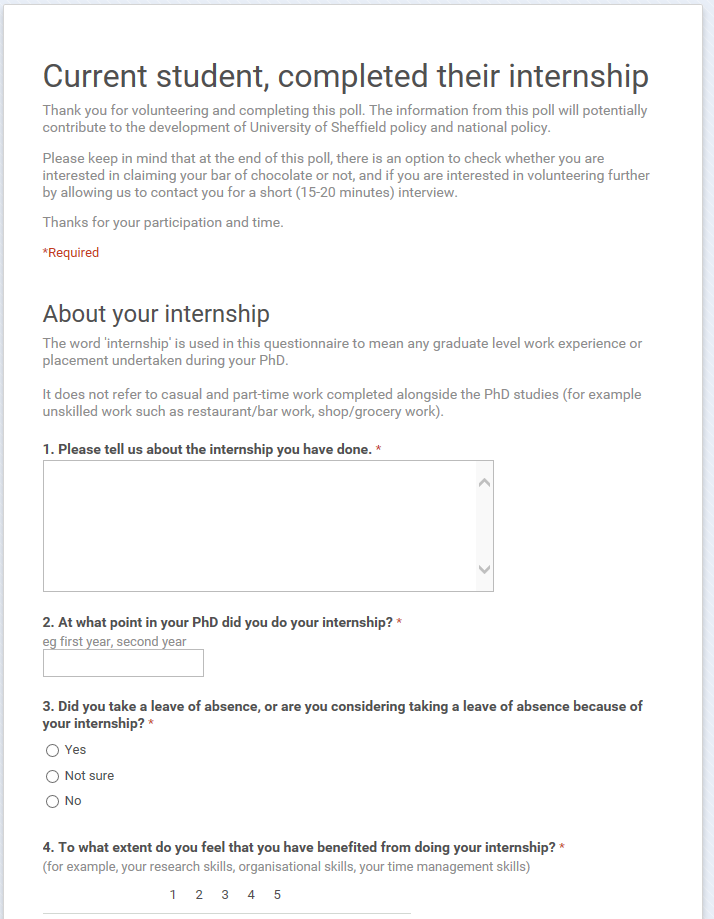 Current student, completed their internship
Thank you for volunteering and completing this poll. The information from this poll will potentially
contribute to the development of University of Sheffield policy and national policy.
Please keep in mind that at the end of this poll, there is an option to check whether you are
interested in claiming your bar of chocolate or not, and if you are interested in volunteering further
by allowing us to contact you for a short (15-20 minutes) interview.
Thanks for your participation and time.
*Required
About your internship
The word 'internship' is used in this questionnaire to mean any graduate level work experience or
placement undertaken during your PhD.
It does not refer to casual and part-time work completed alongside the PhD studies (for example
unskilled work such as restaurant/bar work, shop/grocery work).
1. Please tell us about the internship you have done. *
2. At what point in your PhD did you do your internship? *
eg first year, second year
3. Did you take a leave of absence, or are you considering taking a leave of absence because of
your internship? *
Yes
Not sure
No
4. To what extent do you feel that you have benefited from doing your internship? *
(for example, your research skills, organisational skills, your time management skills)
1 2 3 4 5